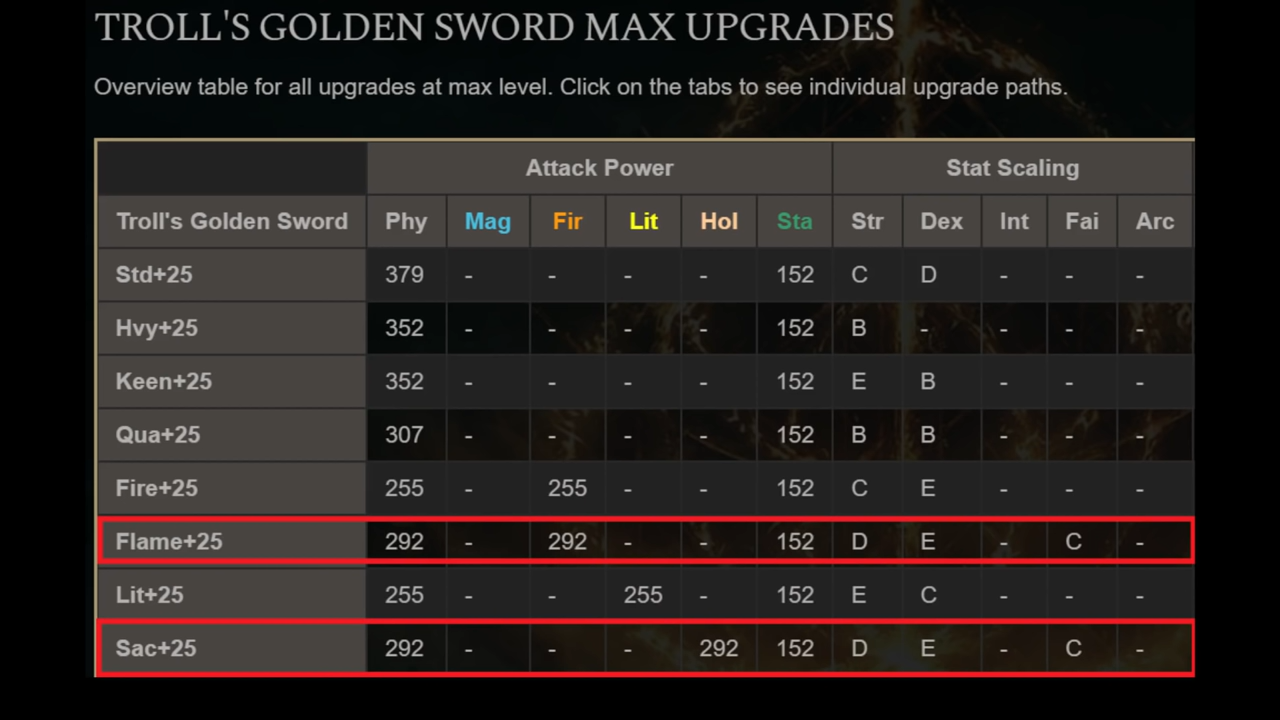 TROLL'S GOLDEN SWORD MAX UPGRADES
Overview table for all upgrades at max level. Click on the tabs to see individual upgrade paths.
Attack Power Stat Scaling
Troll's Golden Sword Phy Mag Fir Lit Hol Sta Str Dex Int Fai Arc
Std+25 379 - - - - 152 C D - - -
Hvy+25 352 - - - - 152 B - - - -
Keen+25 352 - - - - 152 E B - - -
Qua+25 307 - - - - 152 B B - - -
Fire+25 255 - 255 - - 152 C E - - -
Flame+25 292 - 292 - - 152 D E - C -
Lit+25 255 - - 255 - 152 E C - - -
Sac+25 292 - - - 292 152 D E - C -